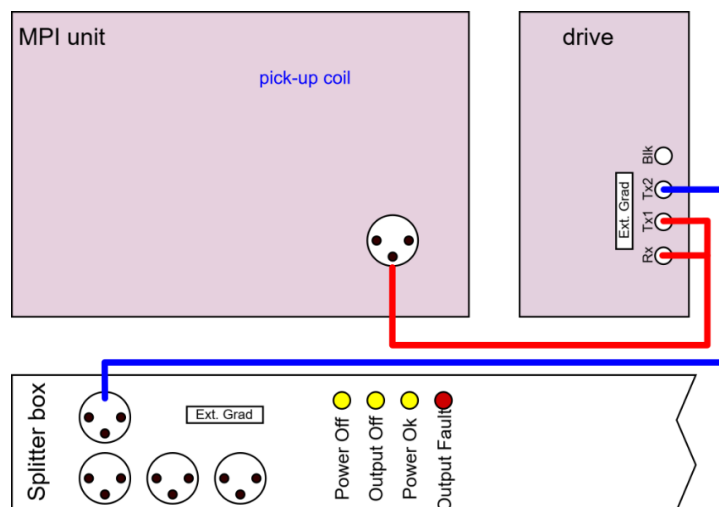 MPI unit
pick-up coil
drive
Blk
Tx2
Tx1
Rx
Ext. Grad
Splitter box
Ext. Grad
Power Off
Output Off
Power Ok
Output Fault